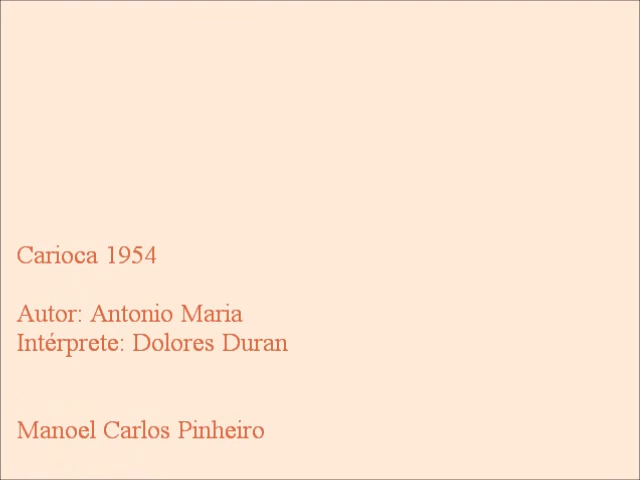 Carioca 1954
Autor: Antonio Maria
Intérprete: Dolores Duran
Manoel Carlos Pinheiro